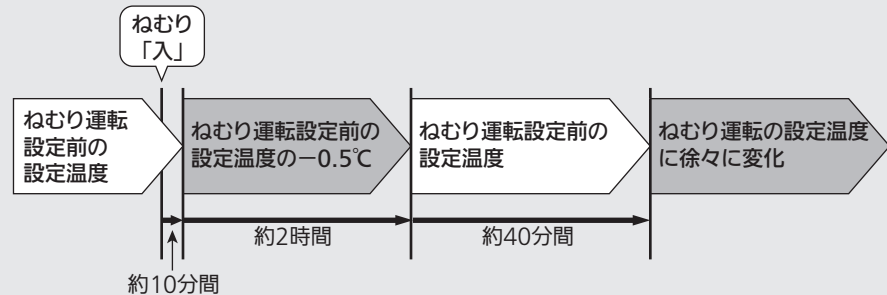 ねむり
「入」
ねむり運転
設定前の
設定温度
ねむり運転設定前の
設定温度の－0.5℃
ねむり運転設定前の
設定温度
ねむり運転の設定温度
に徐々に変化
約2時間
約40分間
約10分間